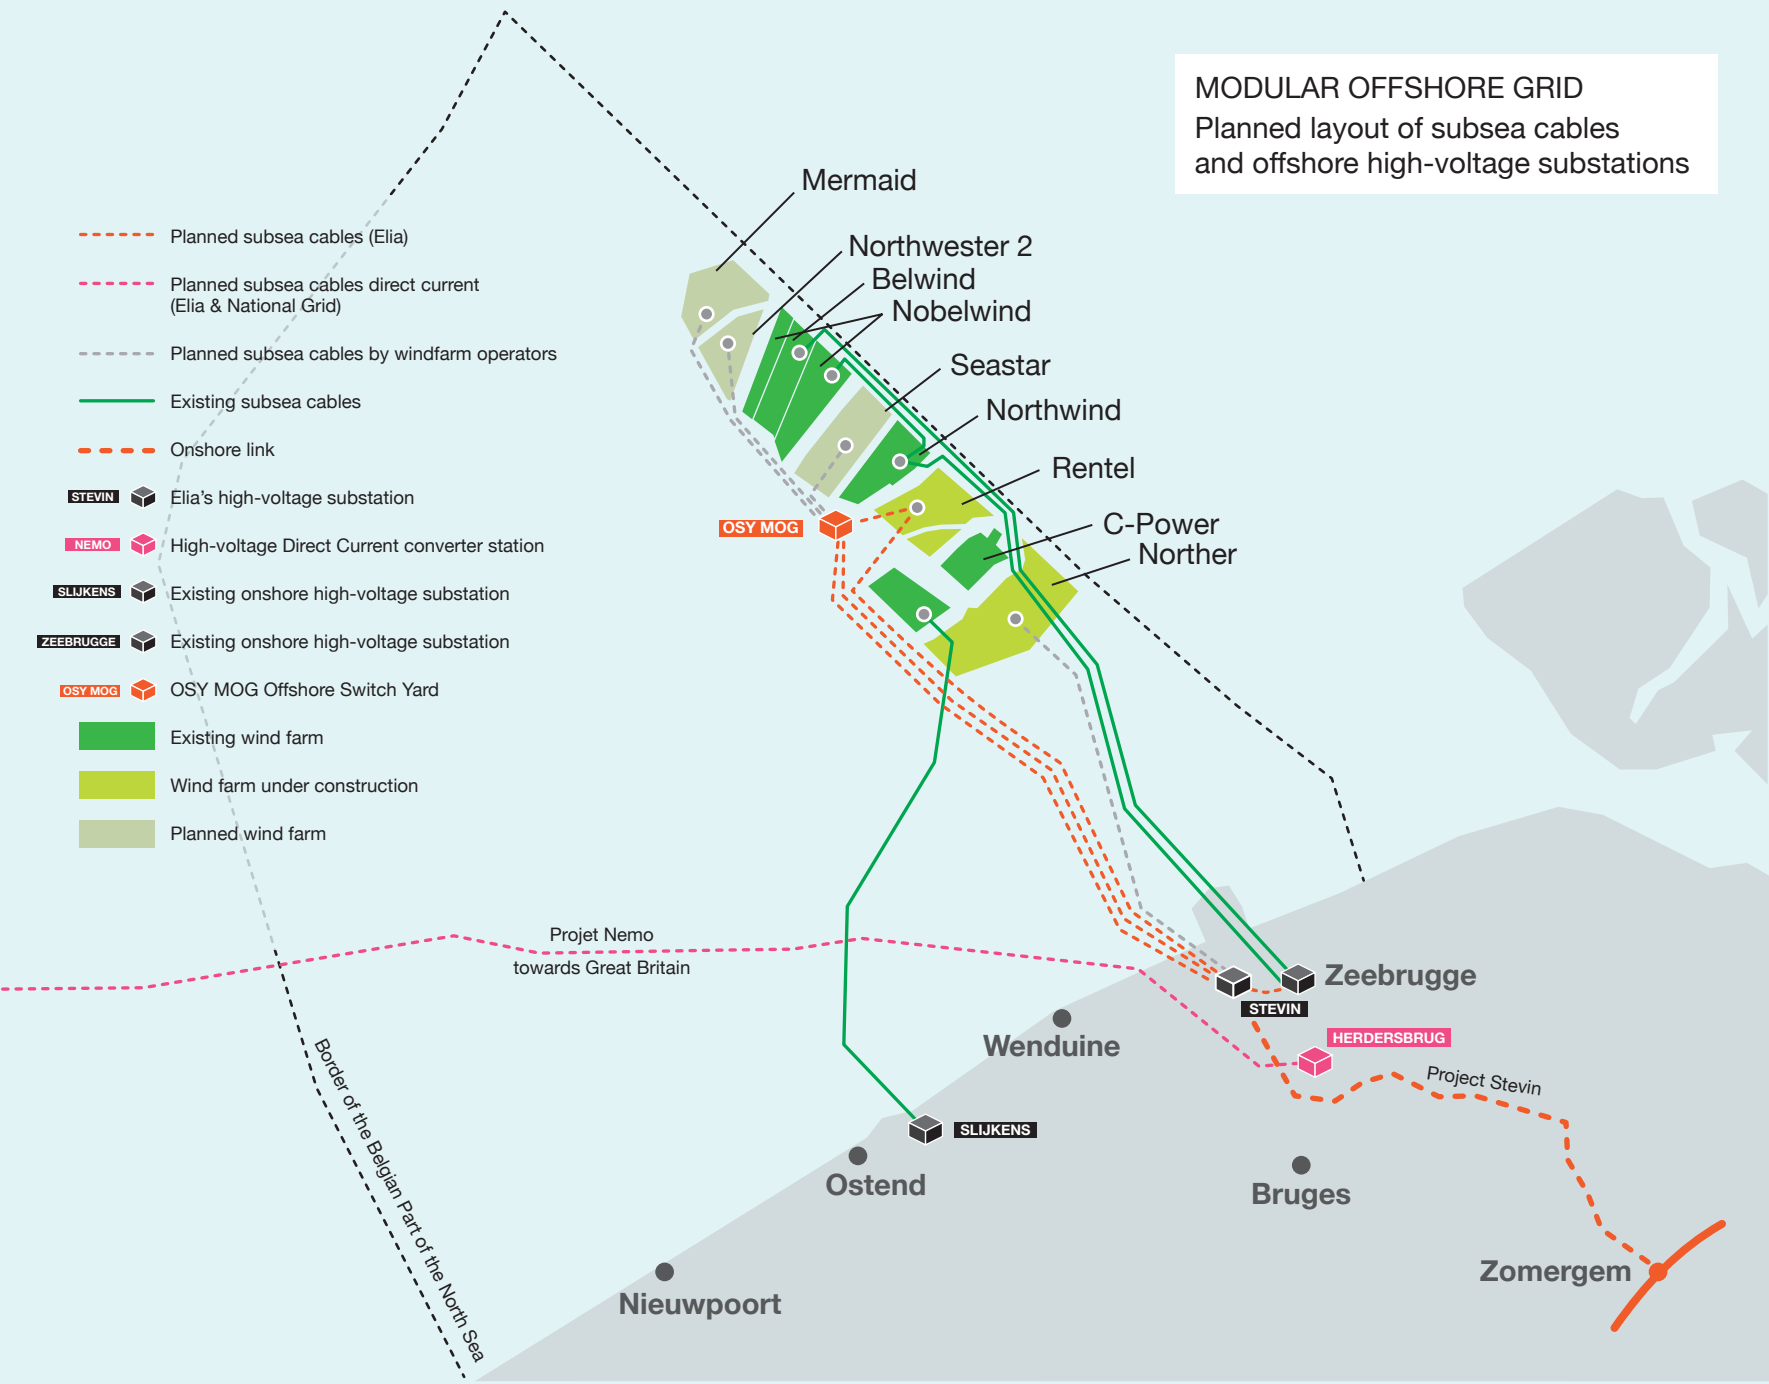 MODULAR OFFSHORE GRID
Planned layout of subsea cables
and offshore high-voltage substations
Mermaid
Northwester 2
Belwind
Nobelwind
Seastar
Northwind
Rentel
C-Power
Norther
OSY MOG
Planned subsea cables (Elia)
Planned subsea cables direct current
(Elia & National Grid)
Planned subsea cables by windfarm operators
Existing subsea cables
Onshore link
STEVIN Elia's high-voltage substation
NEMO High-voltage Direct Current converter station
SLIJKENS Existing onshore high-voltage substation
ZEEBRUGGE Existing onshore high-voltage substation
OSY MOG OSY MOG Offshore Switch Yard
Existing wind farm
Wind farm under construction
Planned wind farm
Projet Nemo
towards Great Britain
Border of the Belgian Part of the North Sea
Zeebrugge
STEVIN
HERDERSBRUG
Wenduine
Project Stevin
SLIJKENS
Ostend
Bruges
Zomergem
Nieuwpoort